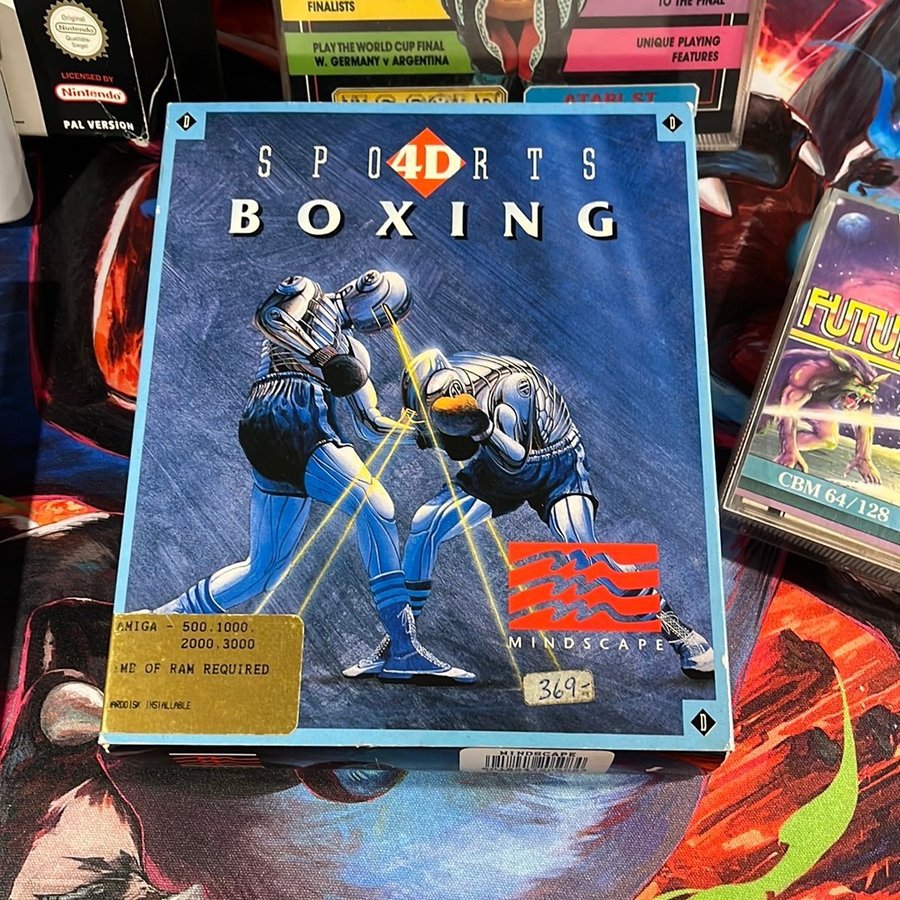 Original
Nintendo
LICENSED BY
Nintendo
PAL VERSION
FINALISTS
TO THE FINAL
PLAY THE WORLD CUP FINAL
W. GERMANY v ARGENTINA
UNIQUE PLAYING
FEATURES
ATARI ST
SPO 4D RTS
BOXING
D
D
D
AMIGA - 500.1000.
2000.3000
OF RAM REQUIRED
INSTALLABLE
MINDSCAPE
369-
MINDSCAPE
CBM 64/128